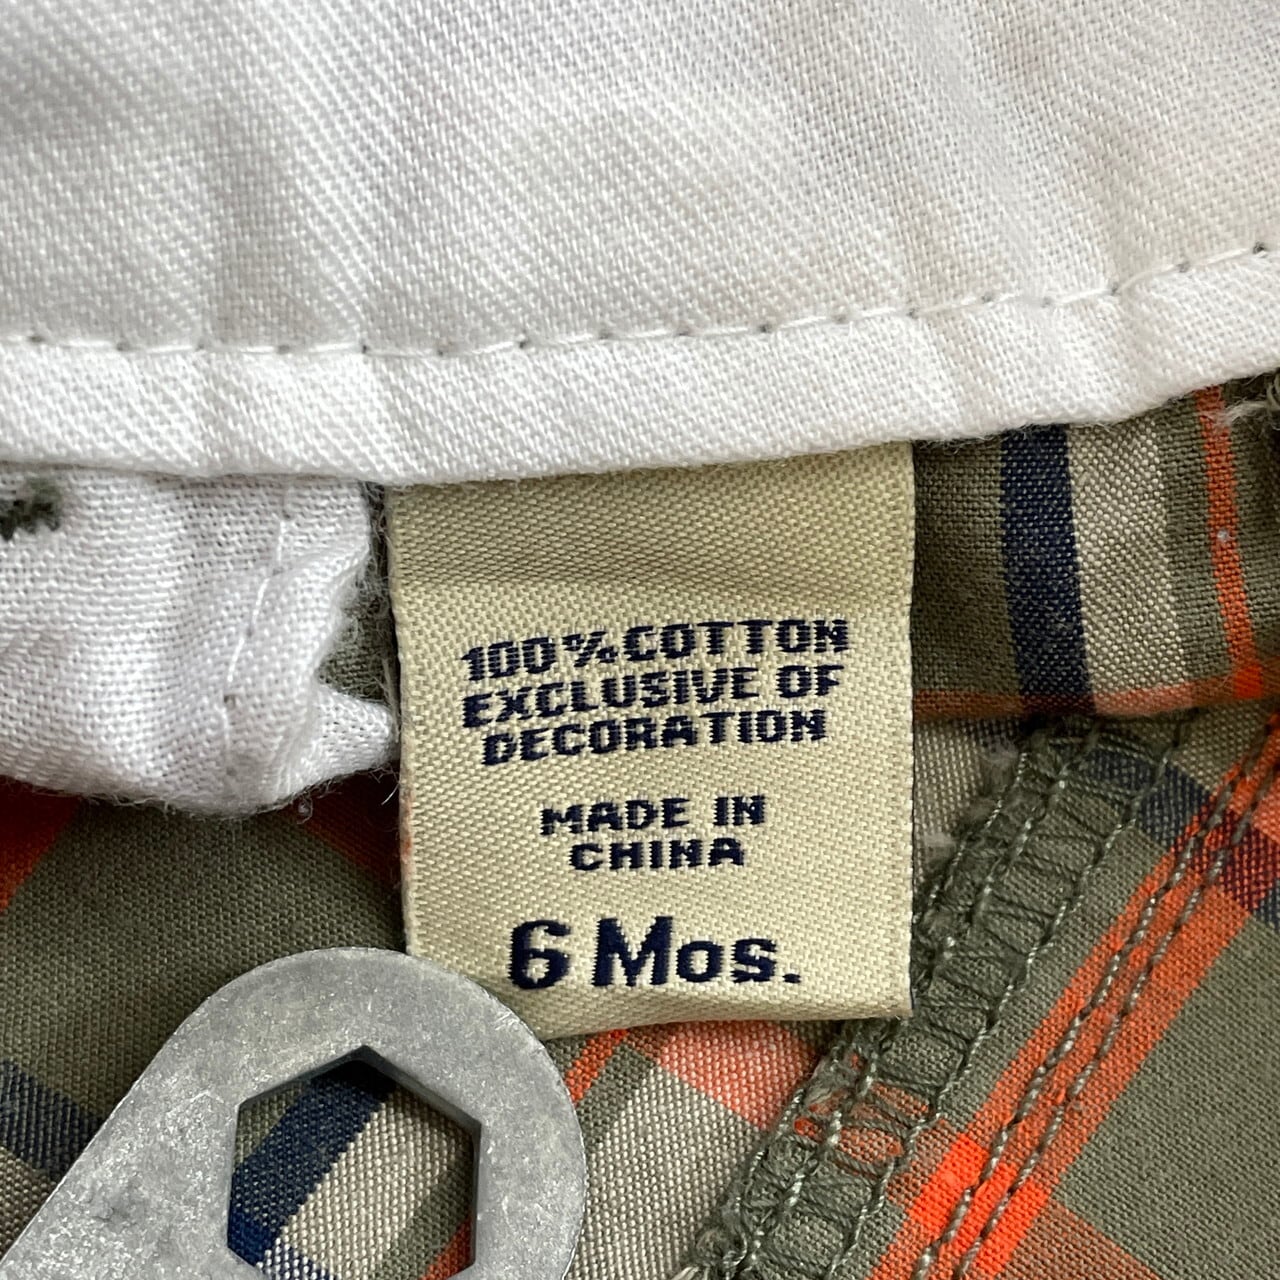 100% COTTON
EXCLUSIVE OF
DECORATION
MADE IN
CHINA
6 Mos.